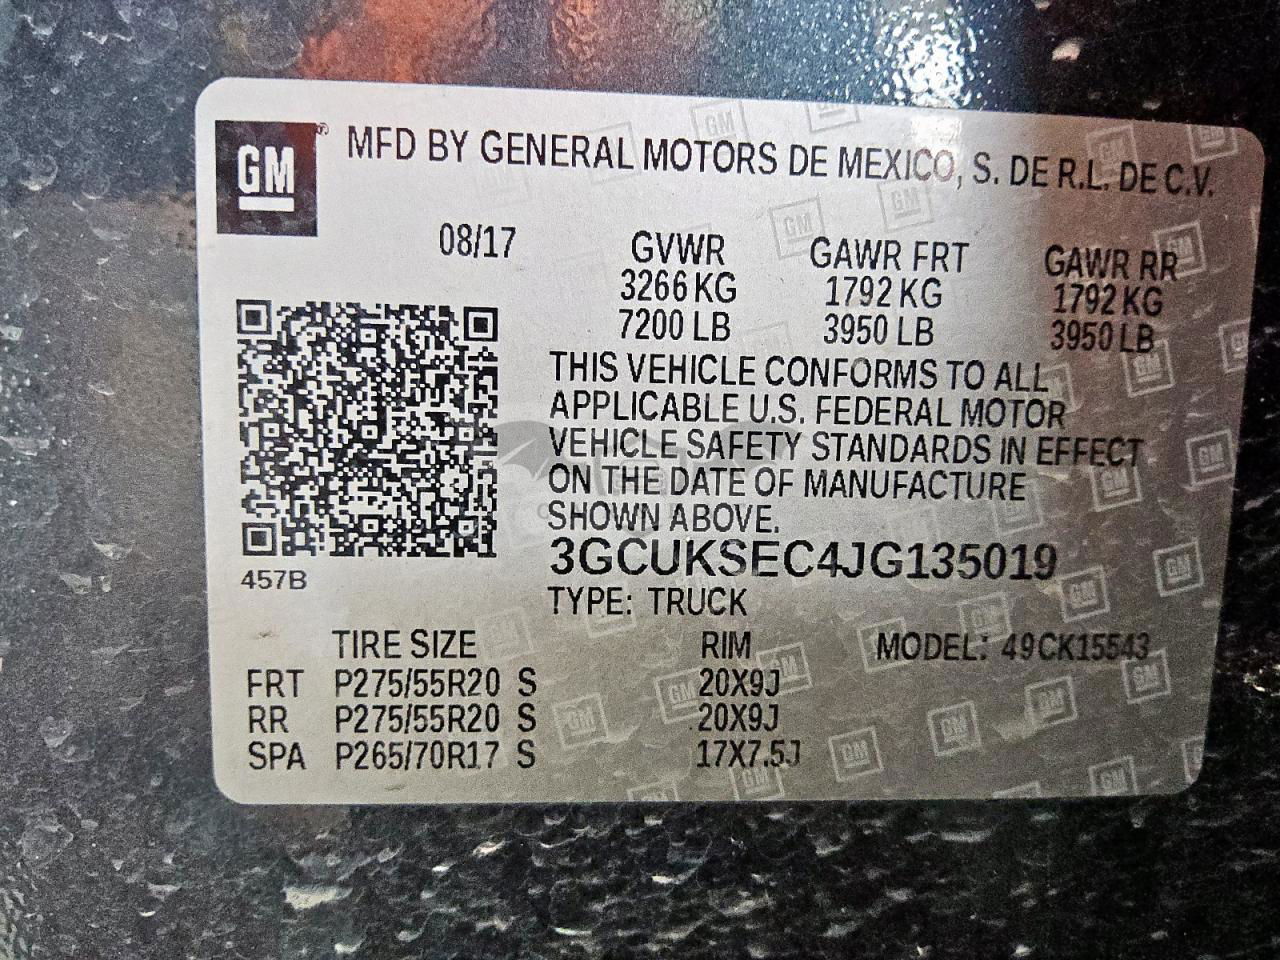 GM® MFD BY GENERAL MOTORS DE MEXICO, S. DE R.L. DE C.V.
08/17 GVWR GAWR FRT GAWR RR
3266 KG 1792 KG 1792 KG
7200 LB 3950 LB 3950 LB
THIS VEHICLE CONFORMS TO ALL
APPLICABLE U.S. FEDERAL MOTOR
VEHICLE SAFETY STANDARDS IN EFFECT
ON THE DATE OF MANUFACTURE
SHOWN ABOVE.
3GCUKSEC4JG135019
457B
TYPE: TRUCK
TIRE SIZE RIM MODEL: 49CK15543
FRT P275/55R20 S 20X9J
RR P275/55R20 S 20X9J
SPA P265/70R17 S 17X7.5J